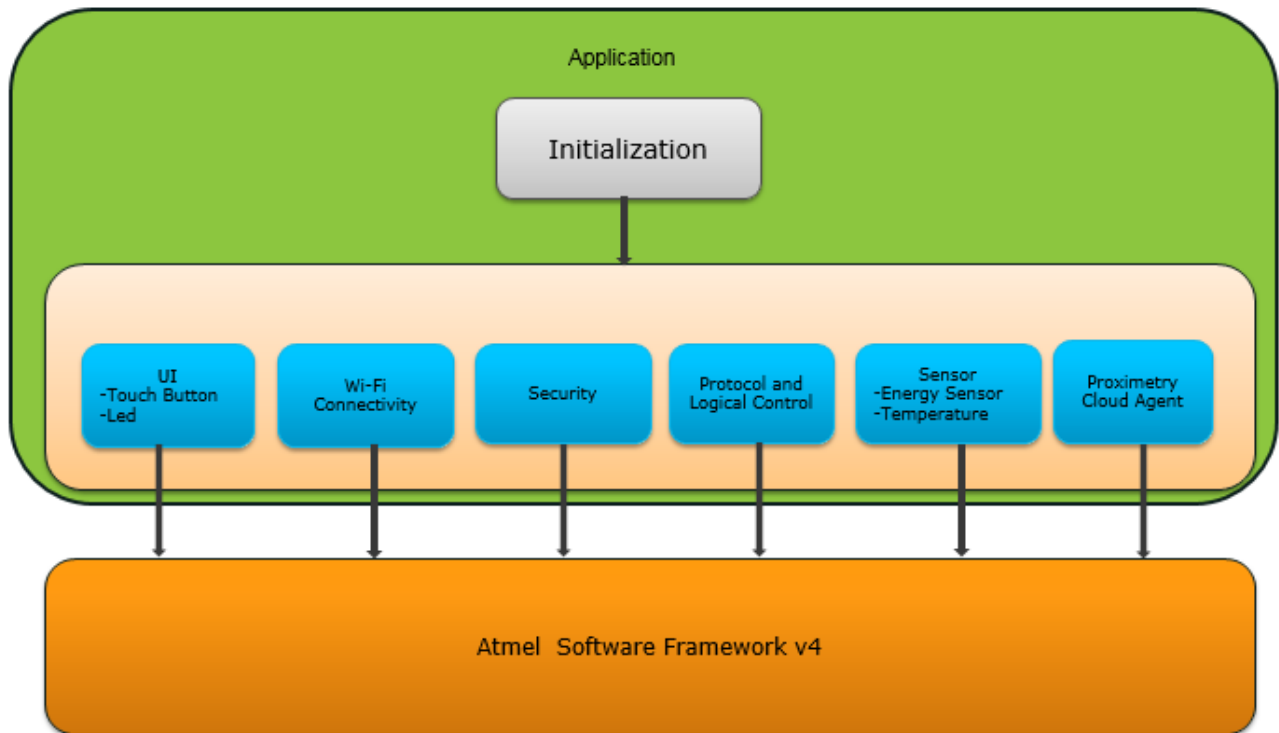 Application
Initialization
UI
-Touch Button
-Led
Wi-Fi
Connectivity
Security
Protocol and
Logical Control
Sensor
-Energy Sensor
-Temperature
Proximetry
Cloud Agent
Atmel  Software Framework v4